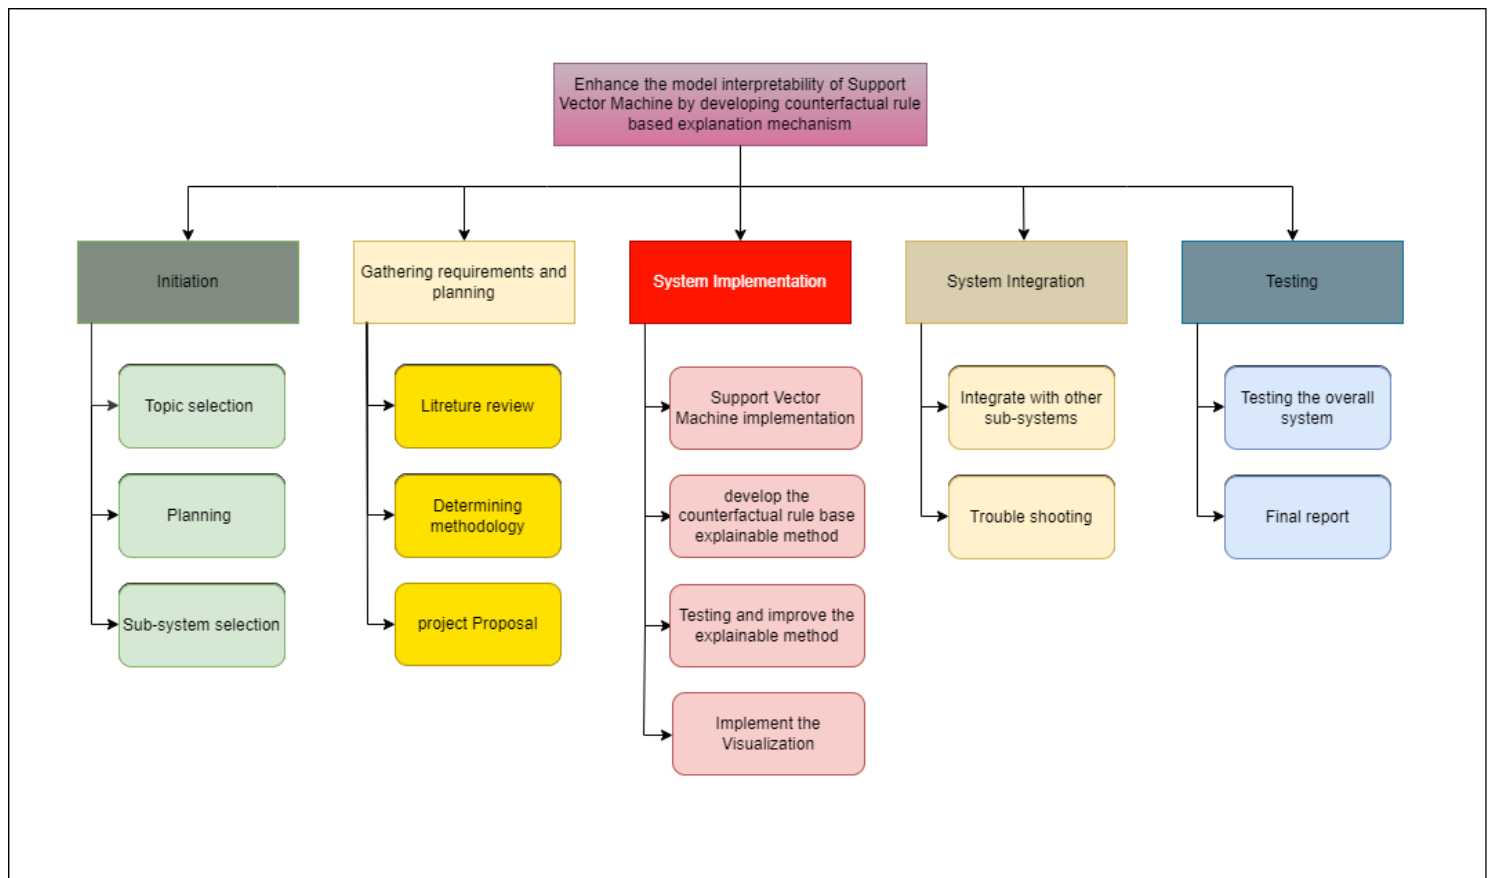 Enhance the model interpretability of Support
Vector Machine by developing counterfactual rule
based explanation mechanism
Initiation
Gathering requirements and
planning
System Implementation
System Integration
Testing
Topic selection
Planning
Sub-system selection
Litreture review
Determining
methodology
project Proposal
Support Vector
Machine implementation
develop the
counterfactual rule base
explainable method
Testing and improve the
explainable method
Implement the
Visualization
Integrate with other
sub-systems
Trouble shooting
Testing the overall
system
Final report